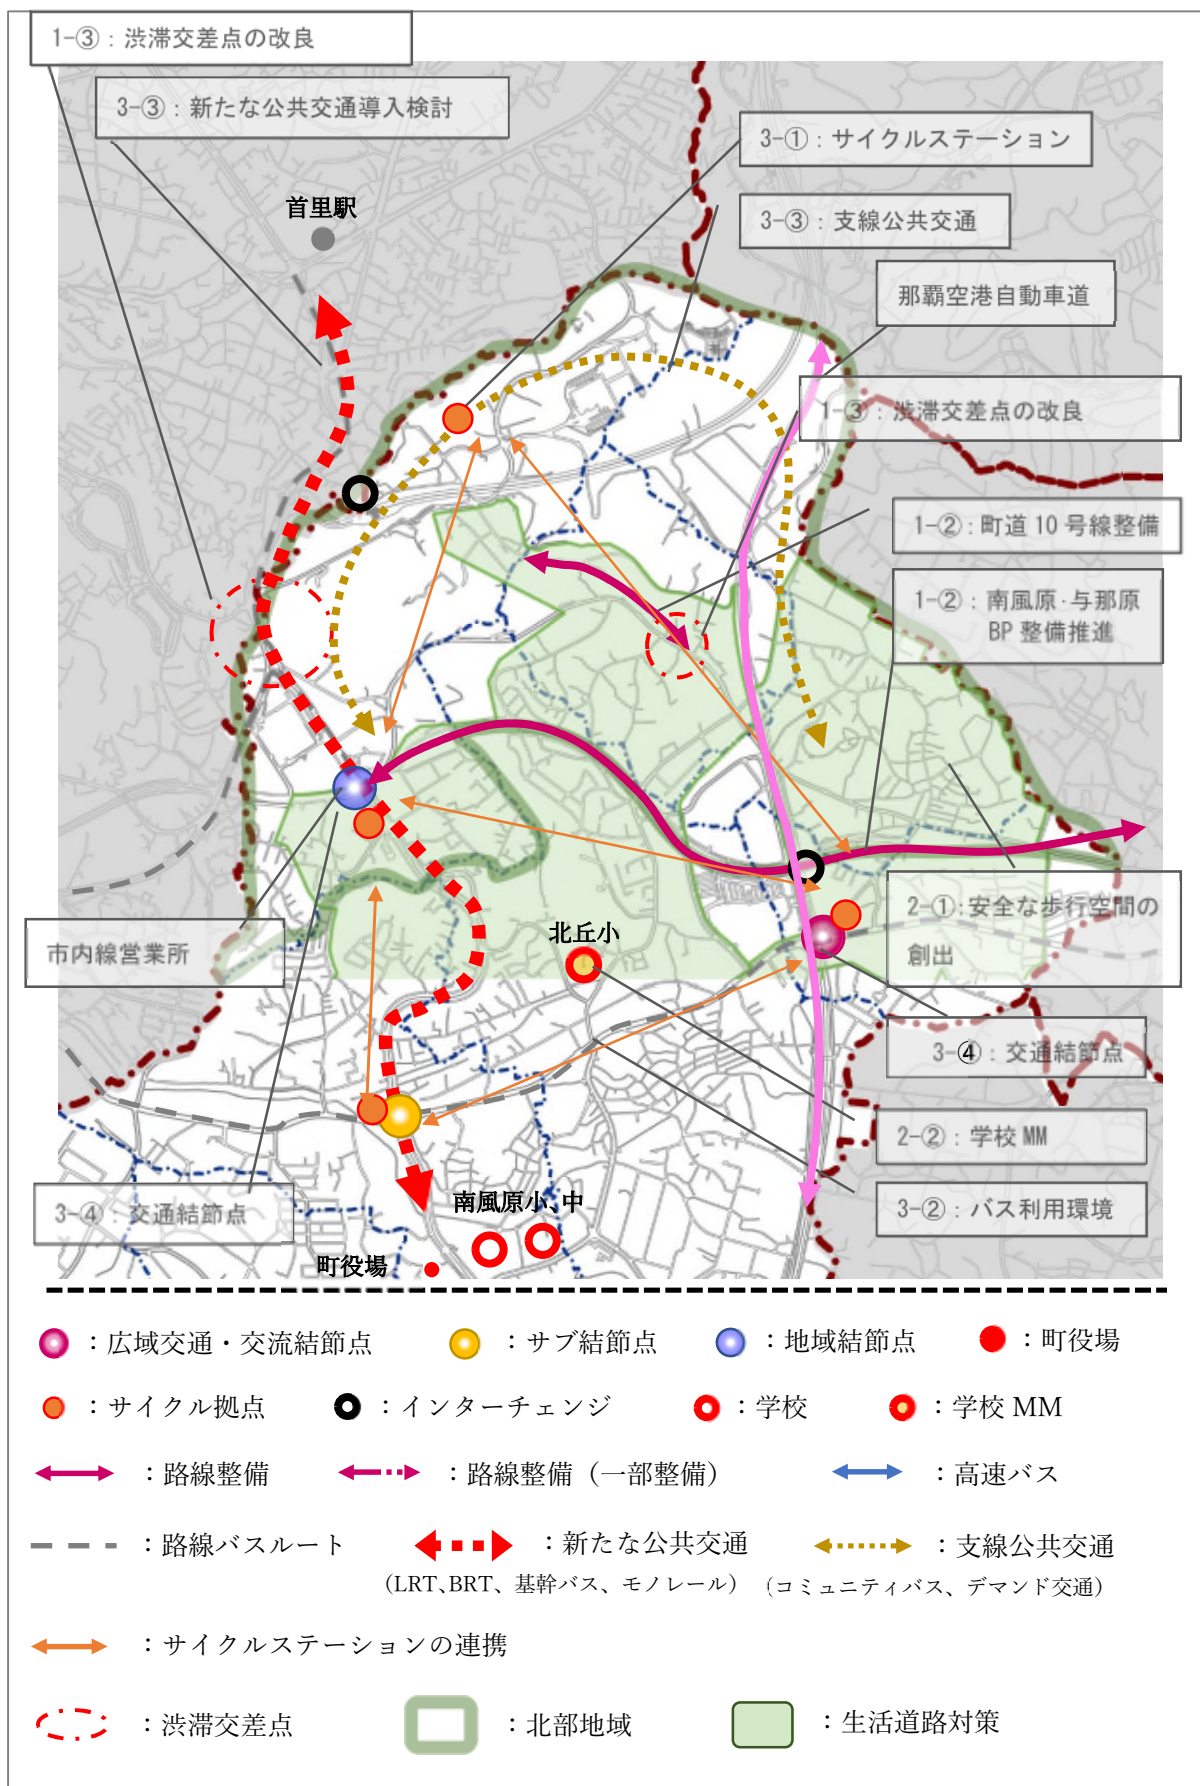 1-③：渋滞交差点の改良
3-③：新たな公共交通導入検討
3-①：サイクルステーション
首里駅
3-③：支線公共交通
那覇空港自動車道
1-③：渋滞交差点の改良
1-②：町道 10 号線整備
1-②：南風原·与那原
BP 整備推進
2-①：安全な歩行空間の
創出
北丘小
市内線営業所
3-④：交通結節点
2-②：学校 MM
3-②：バス利用環境
3-④：交通結節点
南風原小、中
町役場
：広域交通・交流結節点
：サブ結節点
：地域結節点
：町役場
：サイクル拠点
：インターチェンジ
：学校
：学校 MM
：路線整備
：路線整備（一部整備）
：高速バス
：路線バスルート
：新たな公共交通
：支線公共交通
（LRT、BRT、基幹バス、モノレール）
（コミュニティバス、デマンド交通）
：サイクルステーションの連携
：渋滞交差点
：北部地域
：生活道路対策